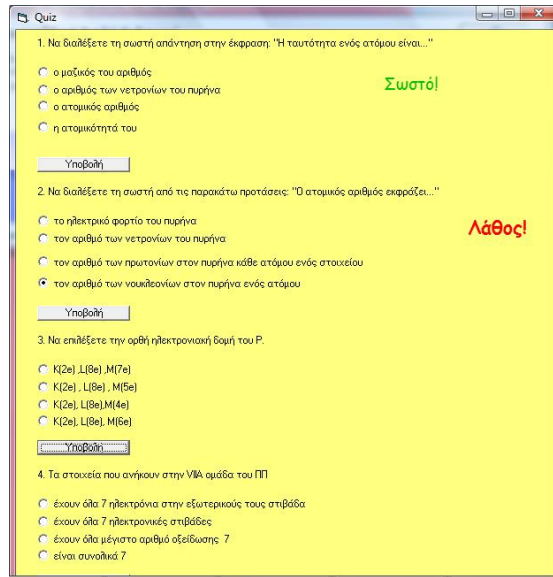 Quiz
1. Να διαλέξετε τη σωστή απάντηση στην έκφραση: "Η ταυτότητα ενός ατόμου είναι..."
ο μαζικός του αριθμός
ο αριθμός των νετρονίων του πυρήνα
ο ατομικός αριθμός
η ατομικότητά του
Σωστό!
Υποβολή
2. Να διαλέξετε τη σωστή από τις παρακάτω προτάσεις: "Ο ατομικός αριθμός εκφράζει..."
το ηλεκτρικό φορτίο του πυρήνα
τον αριθμό των νετρονίων του πυρήνα
τον αριθμό των πρωτονίων στον πυρήνα κάθε ατόμου ενός στοιχείου
τον αριθμό των νουκλεονίων στον πυρήνα ενός ατόμου
Λάθος!
Υποβολή
3. Να επιλέξετε την ορθή ηλεκτρονιακή δομή του P.
K(2e) ,L(8e) ,M(7e)
K(2e) , L(8e) , M(5e)
K(2e), L(8e),M(4e)
K(2e), L(8e), M(6e)
Υποβολή
4. Τα στοιχεία που ανήκουν στην VIIA ομάδα του ΠΠ
έχουν όλα 7 ηλεκτρόνια στην εξωτερικούς τους στιβάδα
έχουν όλα 7 ηλεκτρονικές στιβάδες
έχουν όλα μέγιστο αριθμό οξείδωσης 7
είναι συνολικά 7